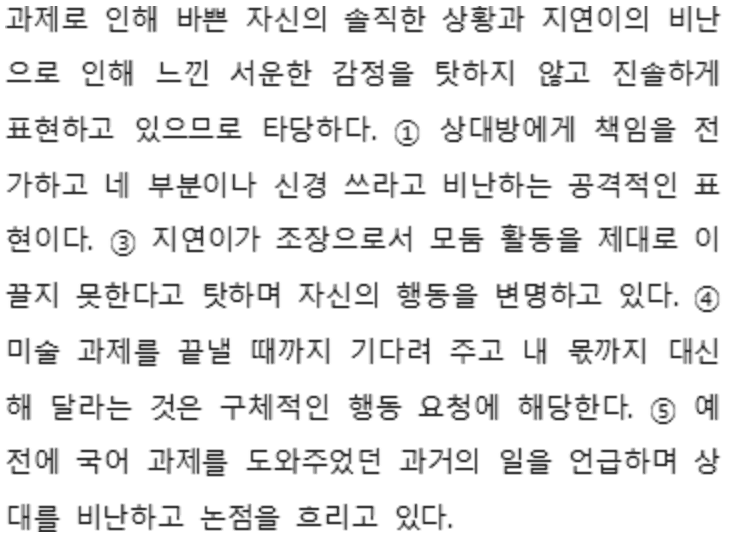 과제로 인해 바쁜 자신의 솔직한 상황과 지연이의 비난
으로 인해 느낀 서운한 감정을 탓하지 않고 진솔하게
표현하고 있으므로 타당하다. ① 상대방에게 책임을 전
가하고 네 부분이나 신경 쓰라고 비난하는 공격적인 표
현이다. ③ 지연이가 조장으로서 모둠 활동을 제대로 이
끌지 못한다고 탓하며 자신의 행동을 변명하고 있다. ④
미술 과제를 끝낼 때까지 기다려 주고 내 몫까지 대신
해 달라는 것은 구체적인 행동 요청에 해당한다. ⑤ 예
전에 국어 과제를 도와주었던 과거의 일을 언급하며 상
대를 비난하고 논점을 흐리고 있다.